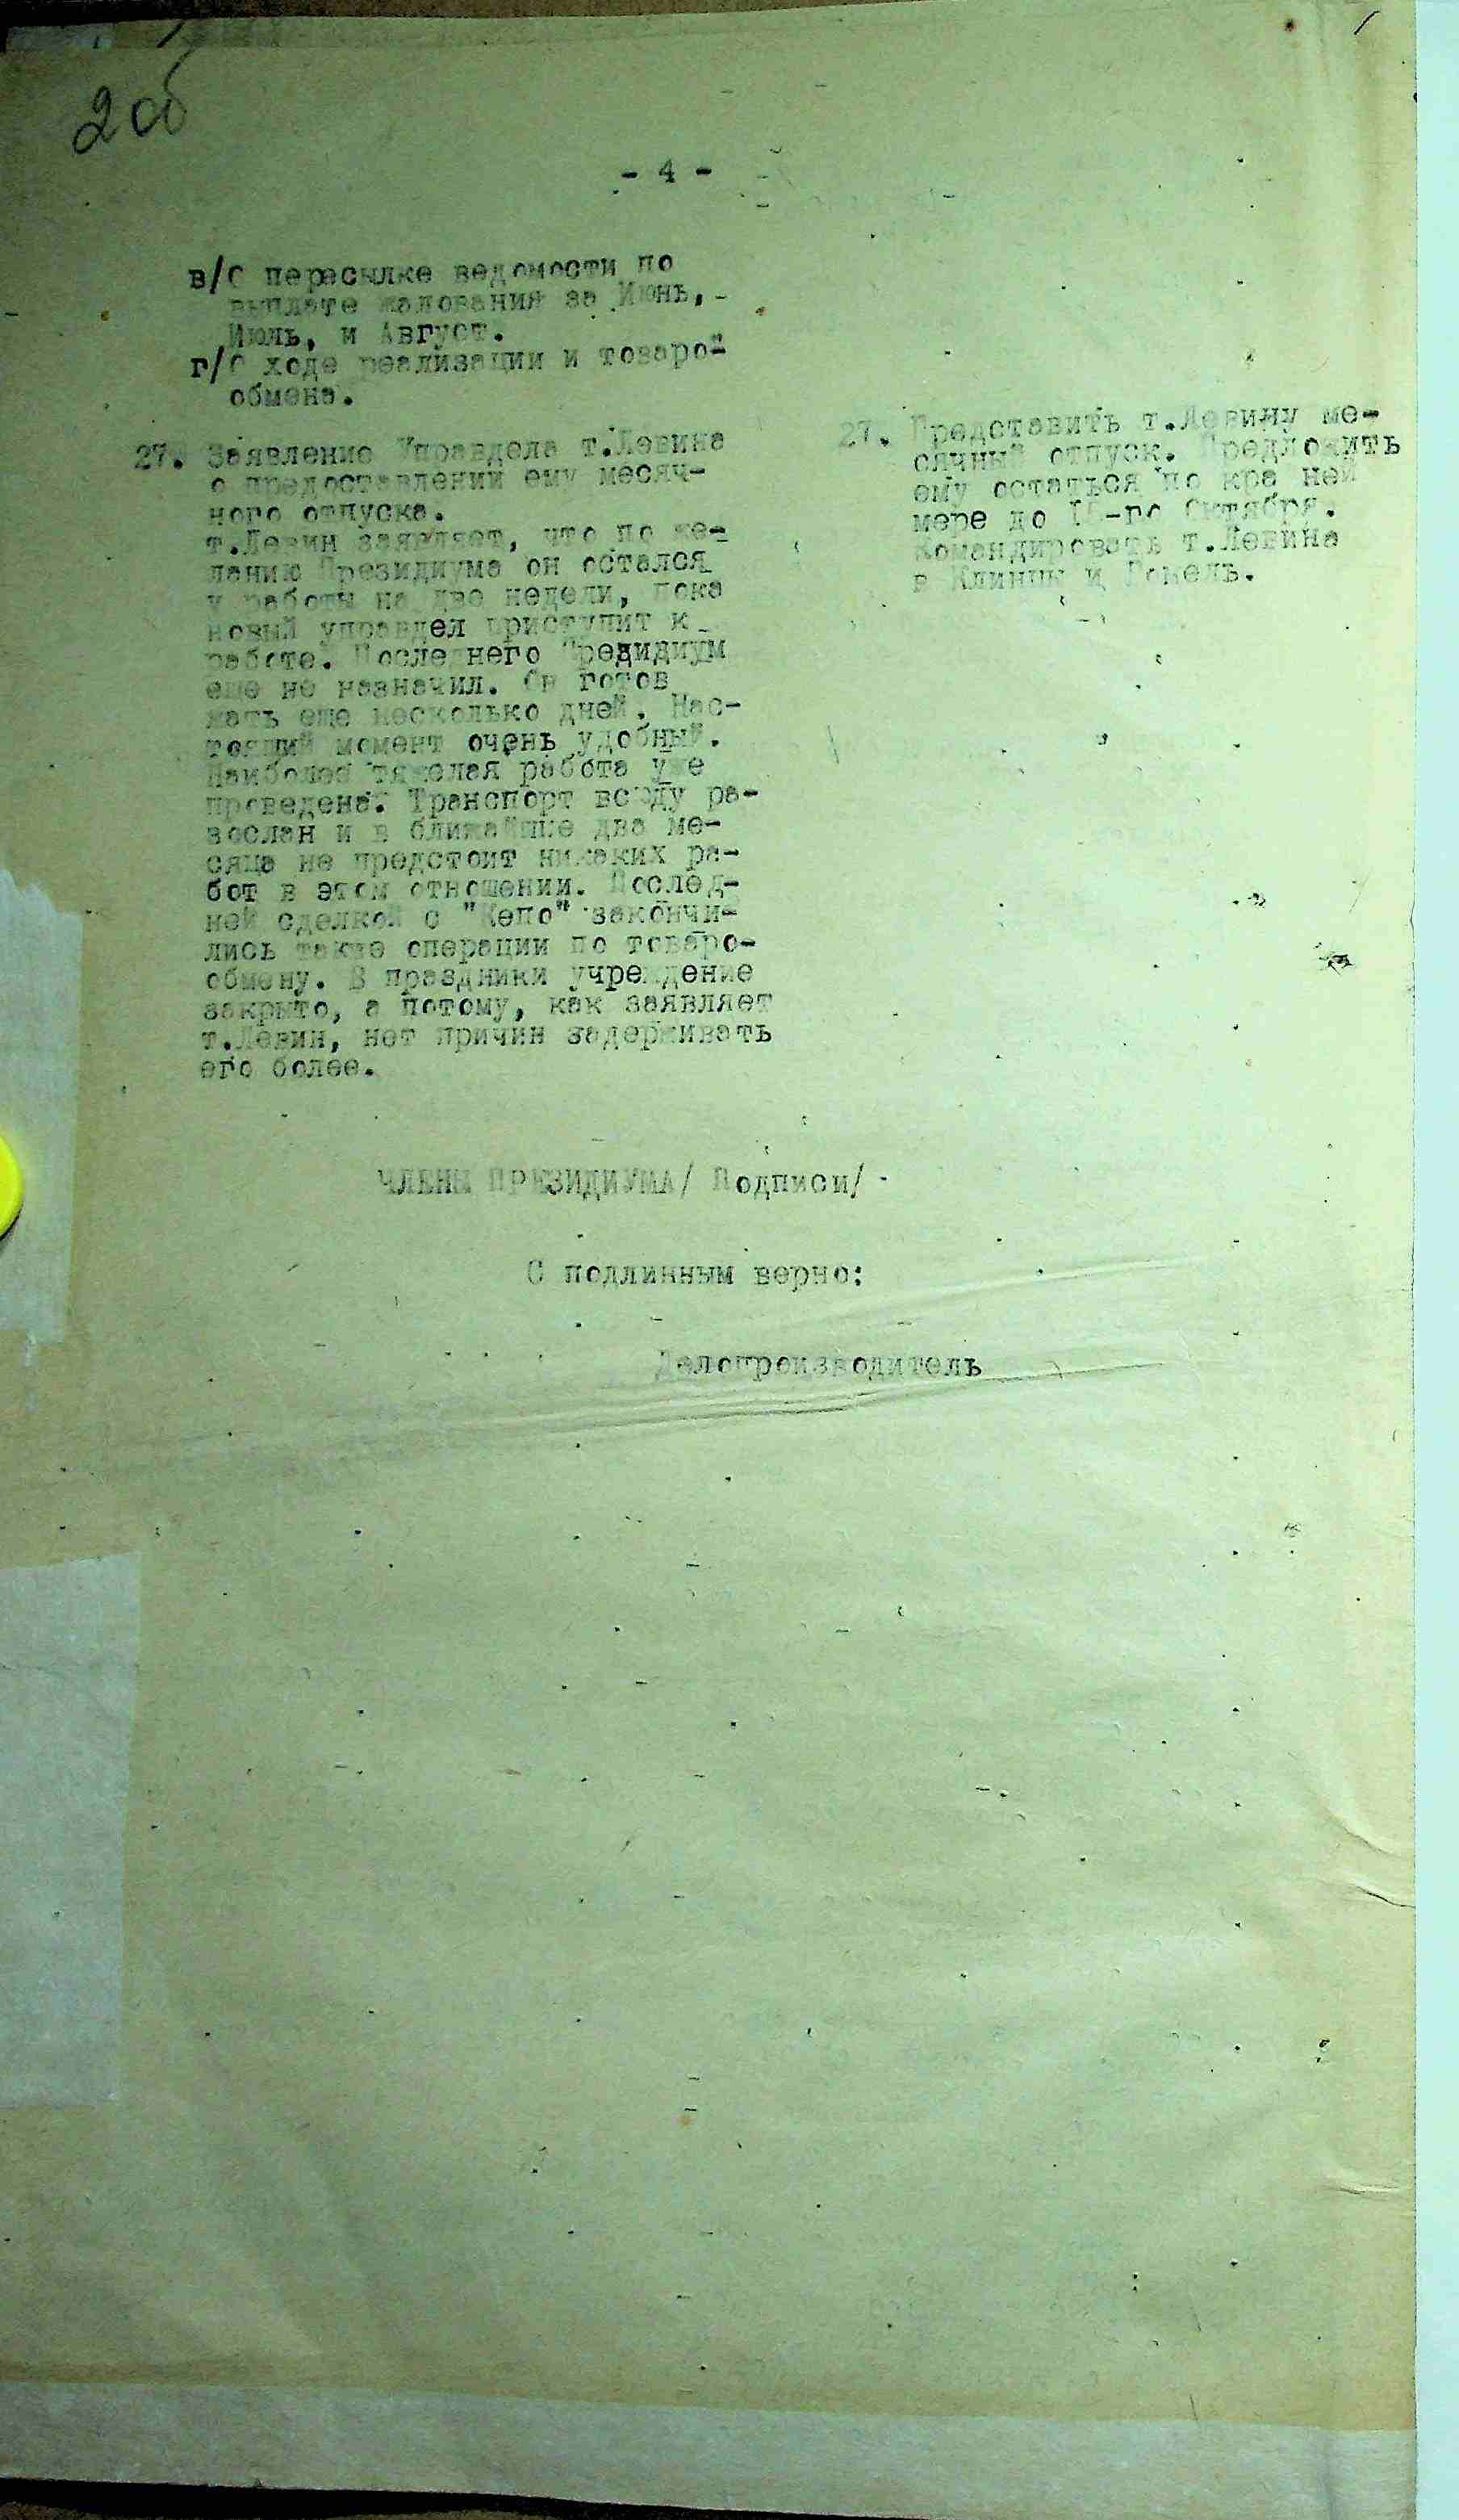 2об
- 4 -
в/О пересылке ведомости по
выплате жалования за Июнь, -
Июль, и Август.
г/О ходе реализации и товаро-
обмена.
27. Заявление Управдела т.Левина
о предоставлении ему месяч-
ного отпуска.
т.Левин заявляет, что по же-
ланию Президиума он остался
у работы на две недели, пока
новый управдел приступит к
работе. Последнего Президиум
еще не назначил. Он готов
ждать еще несколько дней. Нас-
тоящий момент очень удобный.
Наиболее тяжелая работа уже
проведена. Транспорт всюду ра-
зослан и в ближайшие два ме-
сяца не предстоит никаких ра-
бот в этом отношении. Послед-
ней сделкой с закончи-
лись также операции по товаро-
обмену. В праздники учреждение
закрыто, а потому, как заявляет
т.Левин, нет причин задерживать
его более.
27. Представить т.Левину ме-
сячный отпуск. Предложить
ему остаться по край ней
мере до Октября.
Командировать т.Левина
в Клинцы и Гомель.
ЧЛЕНЫ ПРЕЗИДИУМА/ Подписи/
С подлинным верно:
Делопроизводитель